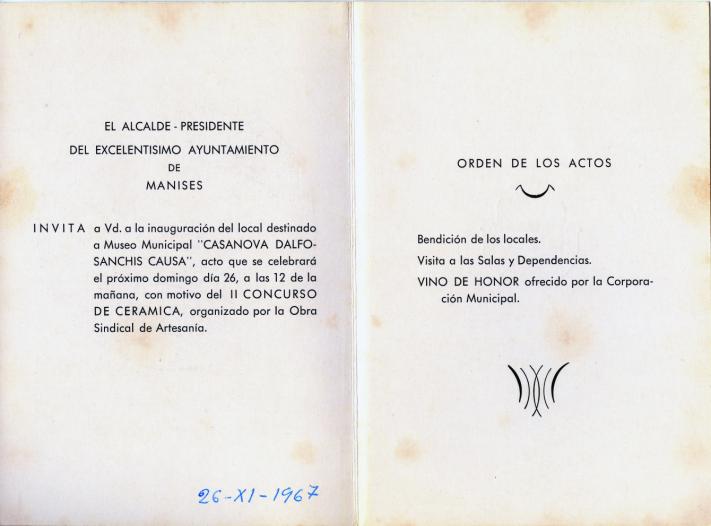 EL ALCALDE - PRESIDENTE
DEL EXCELENTISIMO AYUNTAMIENTO
DE
MANISES
INVITA a Vd. a la inauguración del local destinado
a Museo Municipal "CASANOVA DALFO-
SANCHIS CAUSA", acto que se celebrará
el próximo domingo día 26, a las 12 de la
mañana, con motivo del II CONCURSO
DE CERAMICA, organizado por la Obra
Sindical de Artesanía.
26-XI-1967
ORDEN DE LOS ACTOS
Bendición de los locales.
Visita a las Salas y Dependencias.
VINO DE HONOR ofrecido por la Corpora-
ción Municipal.